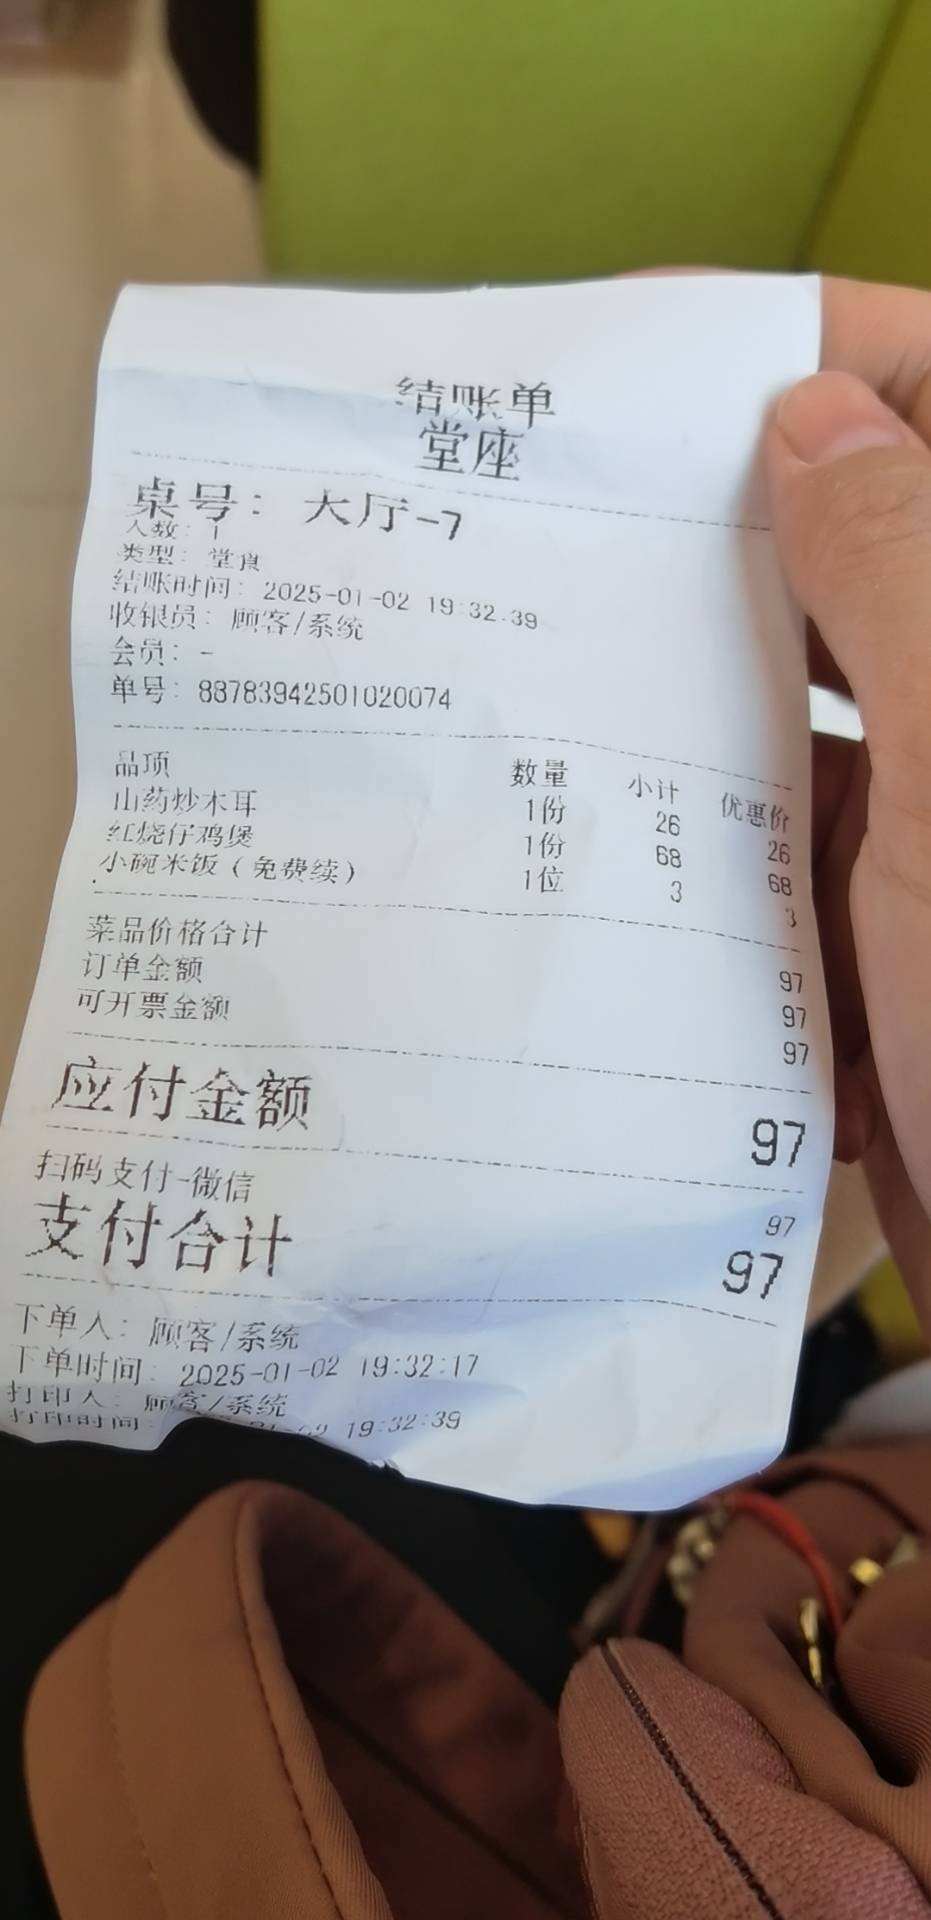 结账单
堂座
桌号：大厅-7
人数：1
类型：堂食
结账时间：2025-01-02 19:32:39
收银员：顾客/系统
会员：-
单号：88783942501020074
品项 数量 小计 优惠价
山药炒木耳 1份 26 26
红烧仔鸡煲 1份 68 68
小碗米饭（免费续） 1位 3 3
菜品价格合计 97
订单金额 97
可开票金额 97
应付金额 97
扫码支付-微信 97
支付合计 97
下单人：顾客/系统
下单时间：2025-01-02 19:32:17
打印人：顾客/系统
打印时间： 01-02 19:32:39